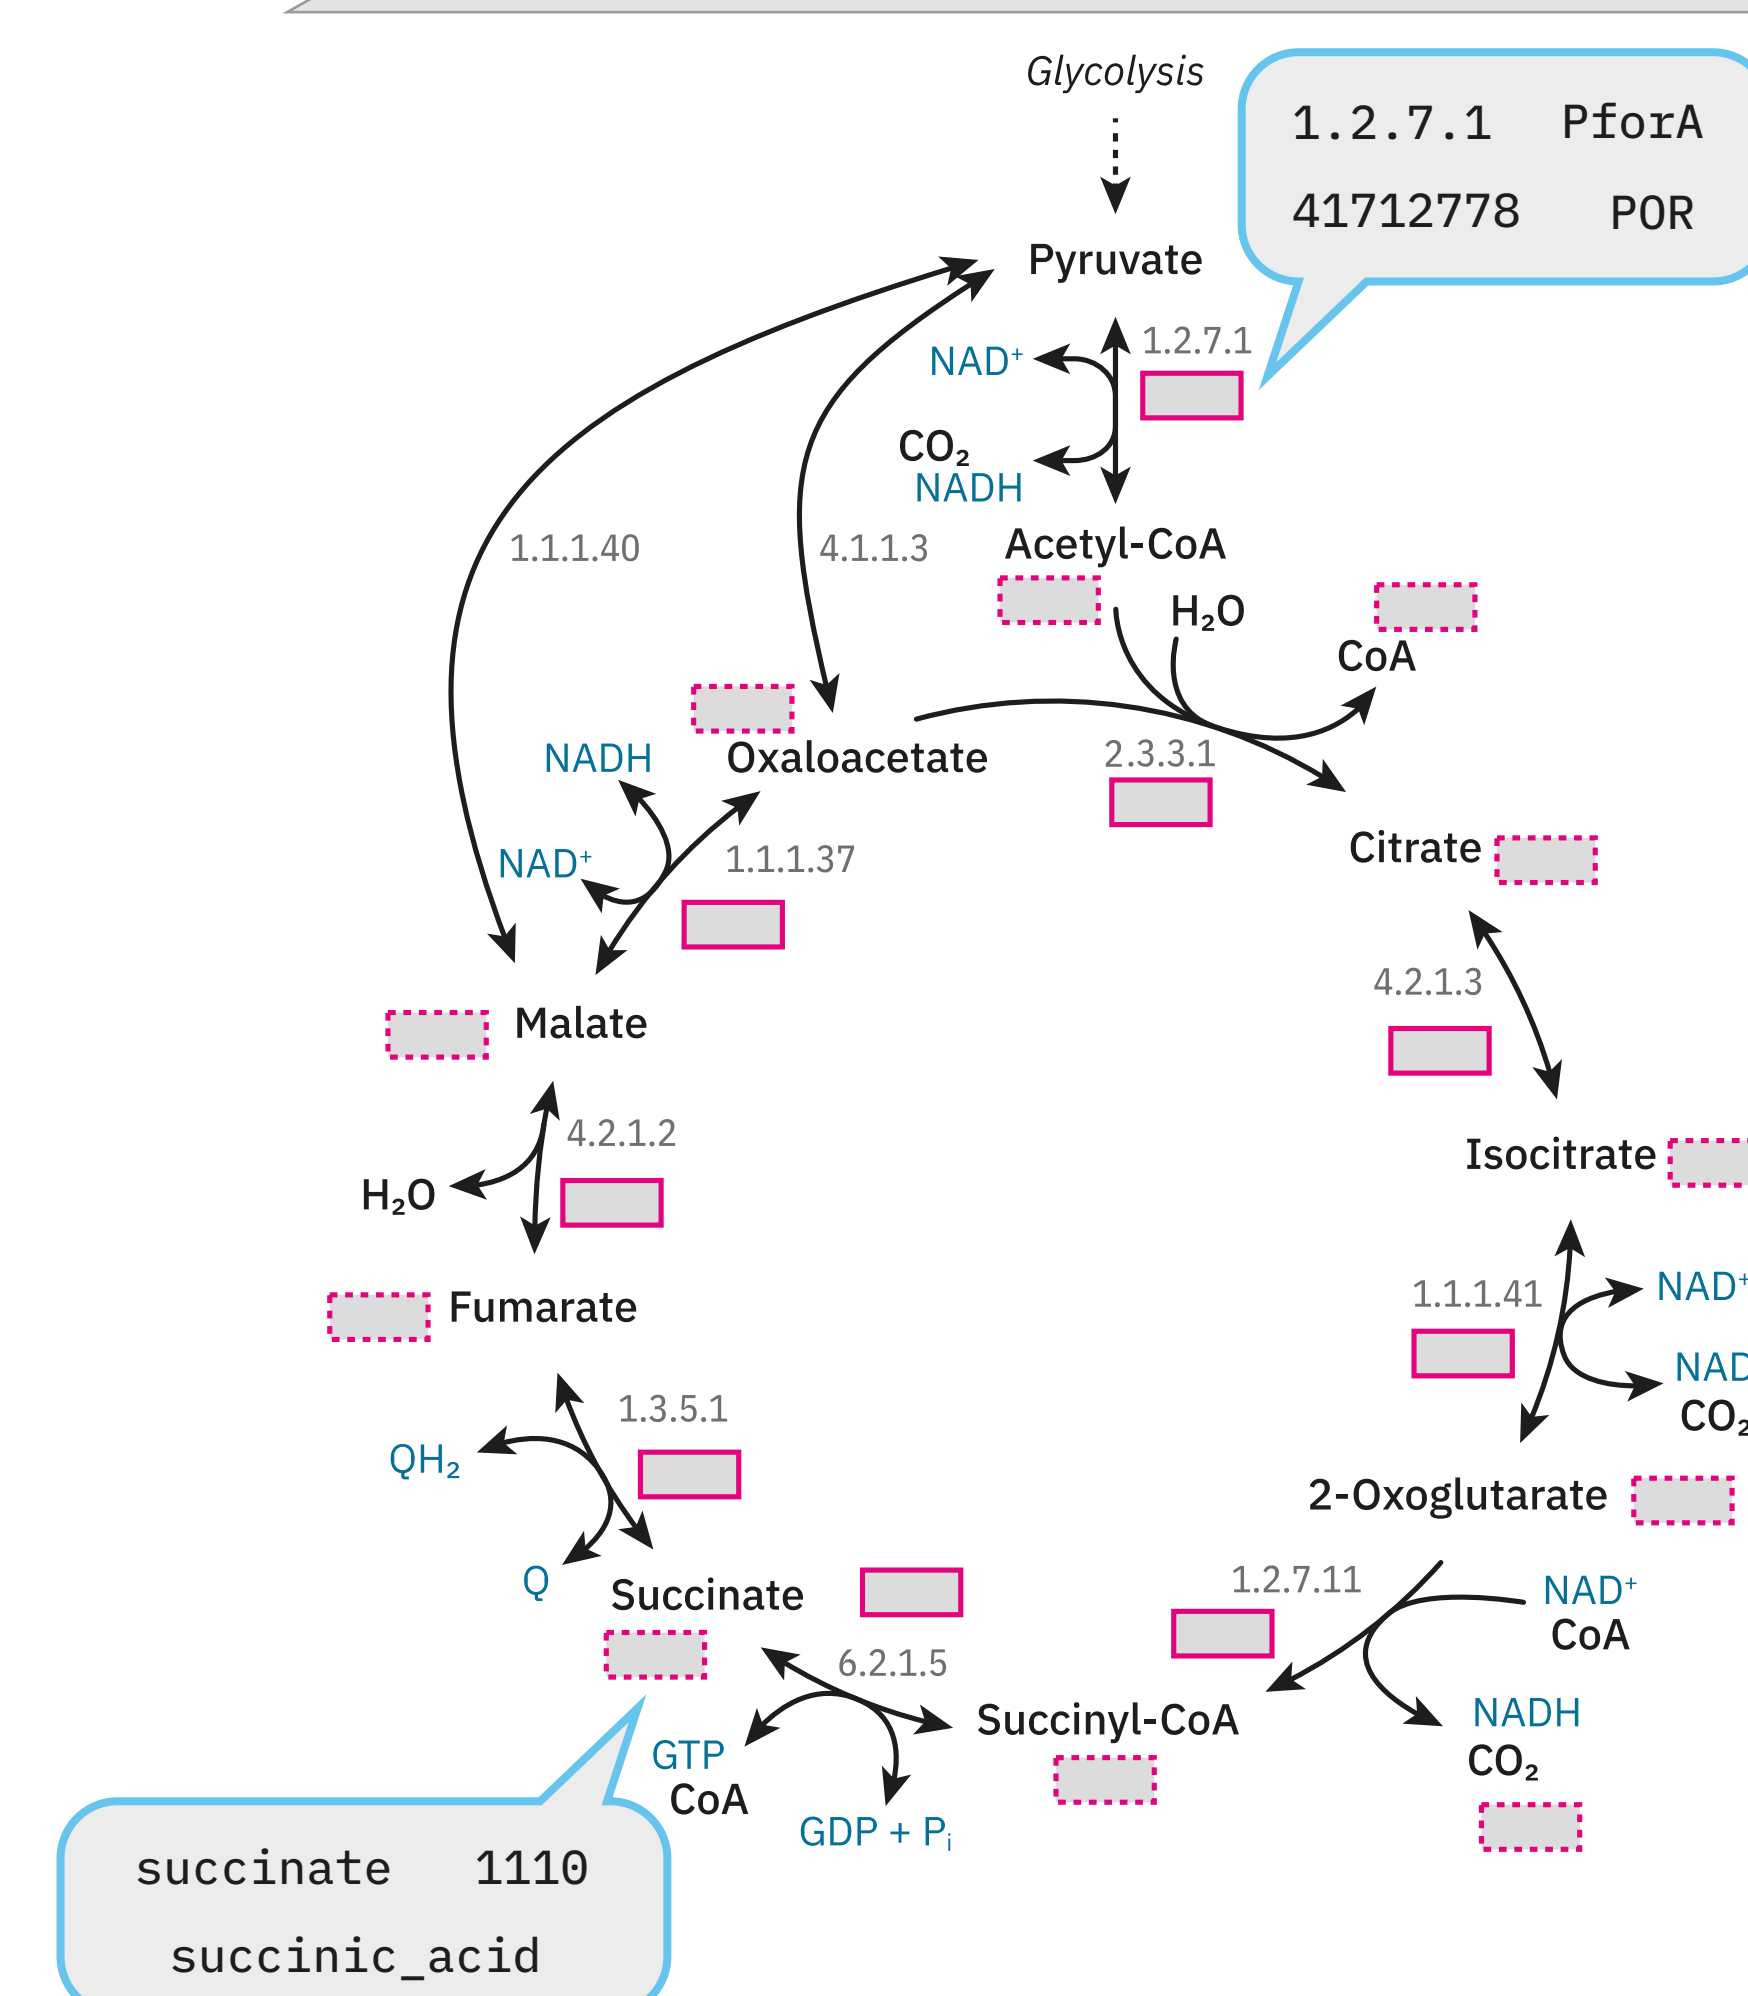 Glycolysis
1.2.7.1 PforA
41712778 POR
Pyruvate
1.2.7.1
NAD⁺
CO₂
NADH
1.1.1.40
4.1.1.3
Acetyl-CoA
H₂O
CoA
Oxaloacetate
NADH
2.3.3.1
NAD⁺
1.1.1.37
Citrate
4.2.1.3
Malate
4.2.1.2
Isocitrate
H₂O
1.1.1.41
NAD⁺
Fumarate
NAD
CO₂
1.3.5.1
QH₂
2-Oxoglutarate
Q
Succinate
1.2.7.11
NAD⁺
CoA
6.2.1.5
Succinyl-CoA
NADH
CO₂
GTP
CoA
GDP + Pᵢ
succinate 1110
succinic_acid